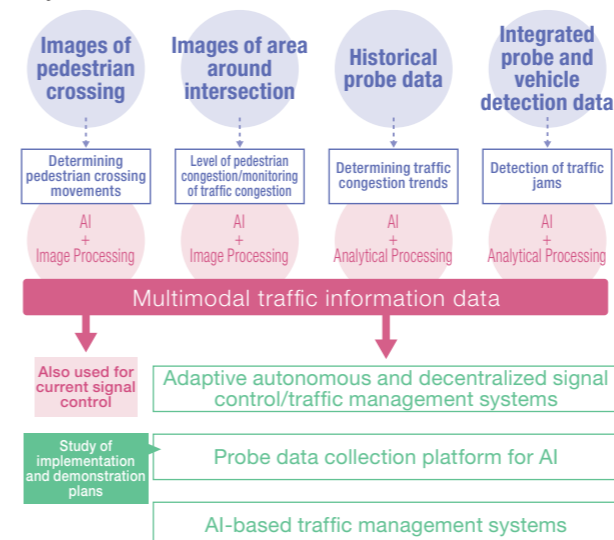 Images of
pedestrian
crossing
Images of area
around
intersection
Historical
probe data
Integrated
probe and
vehicle
detection data
Determining
pedestrian crossing
movements
Level of pedestrian
congestion/monitoring
of traffic congestion
Determining traffic
congestion trends
Detection of traffic
jams
AI
+
Image Processing
AI
+
Image Processing
AI
+
Analytical Processing
AI
+
Analytical Processing
Multimodal traffic information data
Also used for
current signal
control
Adaptive autonomous and decentralized signal
control/traffic management systems
Study of
implementation
and demonstration
plans
Probe data collection platform for AI
AI-based traffic management systems